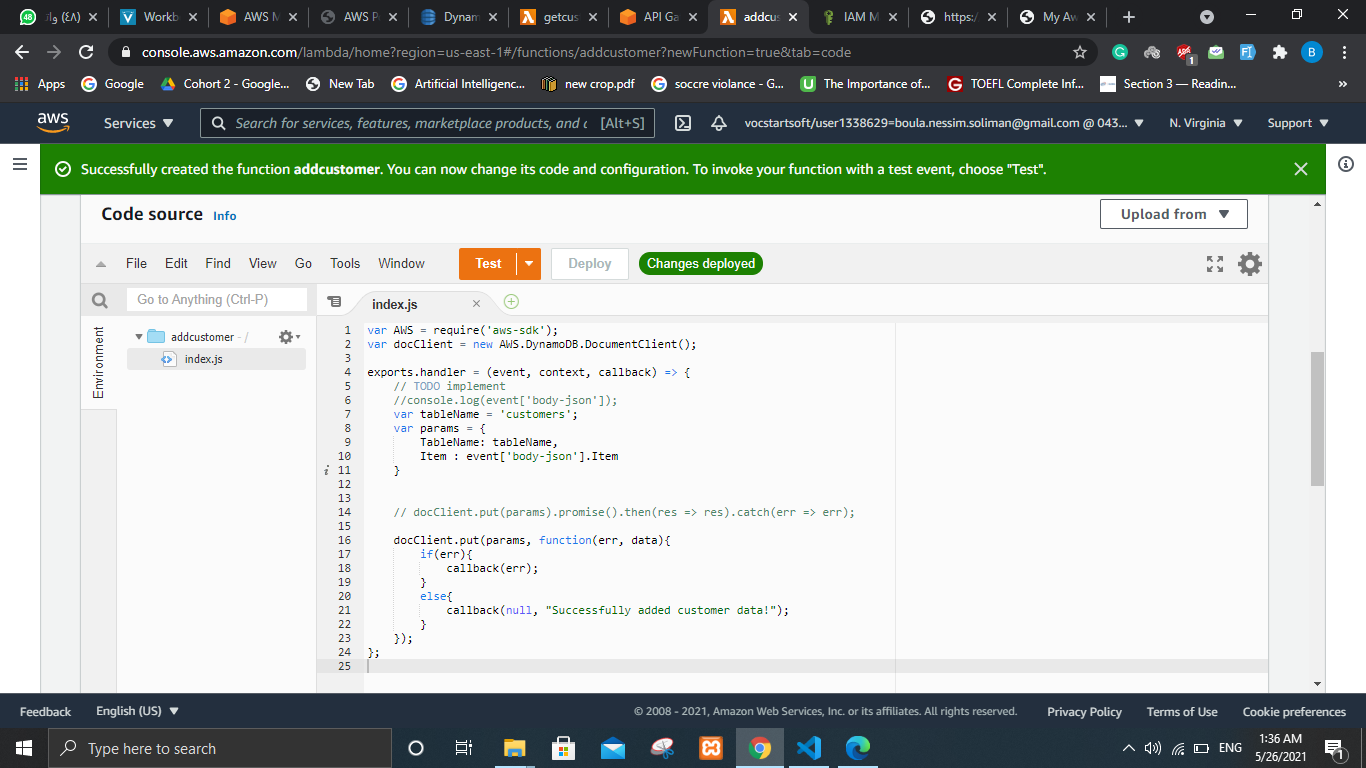 48 (٤٨) وات
Workb
AWS M
AWS P
Dynam
getcus
API Ga
addcus
IAM M
https:/
My Aw
console.aws.amazon.com/lambda/home?region=us-east-1#/functions/addcustomer?newFunction=true&tab=code
1 B
Apps Google Cohort 2 - Google... New Tab Artificial Intelligenc... new crop.pdf soccre violance - G... The Importance of... TOEFL Complete Inf... Section 3 — Readin... »
aws Services Search for services, features, marketplace products, and c [Alt+S] vocstartsoft/user1338629=boula.nessim.soliman@gmail.com @ 043... N. Virginia Support
Successfully created the function addcustomer. You can now change its code and configuration. To invoke your function with a test event, choose "Test".
Code source Info Upload from
File Edit Find View Go Tools Window Test Deploy Changes deployed
Go to Anything (Ctrl-P) index.js
Environment
addcustomer - /
index.js
1 var AWS = require('aws-sdk');
2 var docClient = new AWS.DynamoDB.DocumentClient();
3
4 exports.handler = (event, context, callback) => {
5 // TODO implement
6 //console.log(event['body-json']);
7 var tableName = 'customers';
8 var params = {
9 TableName: tableName,
10 Item : event['body-json'].Item
i 11 }
12
13
14 // docClient.put(params).promise().then(res => res).catch(err => err);
15
16 docClient.put(params, function(err, data){
17 if(err){
18 callback(err);
19 }
20 else{
21 callback(null, "Successfully added customer data!");
22 }
23 });
24 };
25
Feedback English (US) © 2008 - 2021, Amazon Web Services, Inc. or its affiliates. All rights reserved. Privacy Policy Terms of Use Cookie preferences
Type here to search ENG 1:36 AM
5/26/2021 1